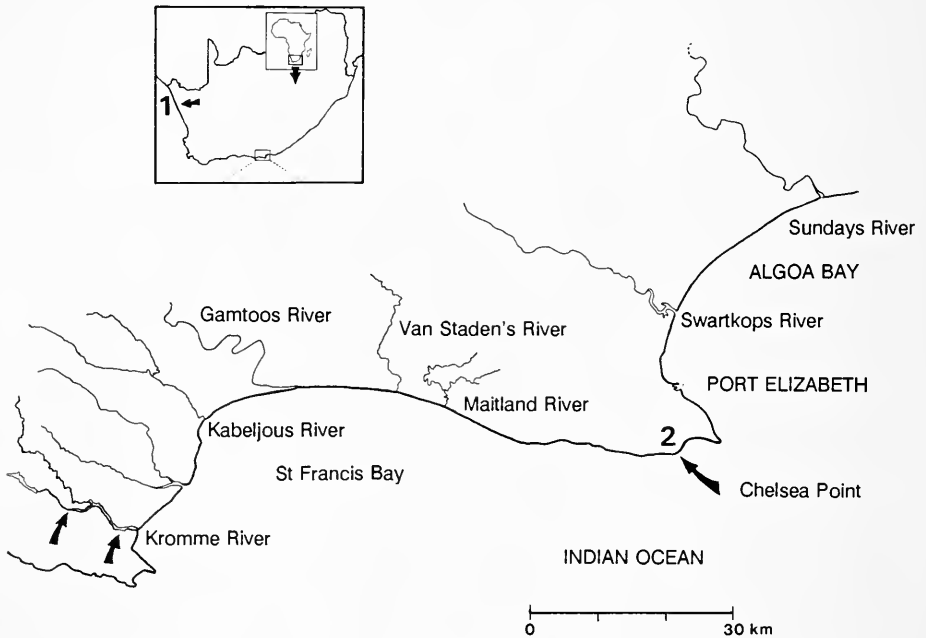 1
Sundays River
ALGOA BAY
Gamtoos River
Van Staden's River
Swartkops River
PORT ELIZABETH
Maitland River
Kabeljous River
2
St Francis Bay
Chelsea Point
Kromme River
INDIAN OCEAN
0 30 km